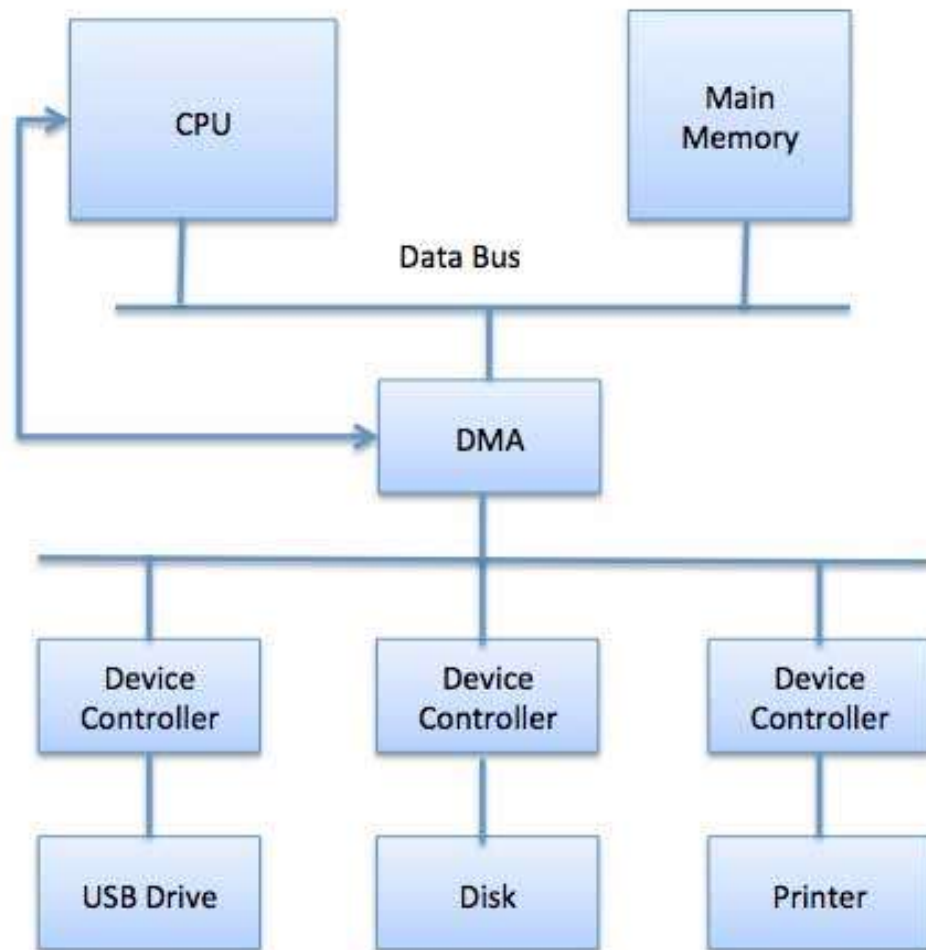 CPU
Main
Memory
Data Bus
DMA
Device
Controller
Device
Controller
Device
Controller
USB Drive
Disk
Printer